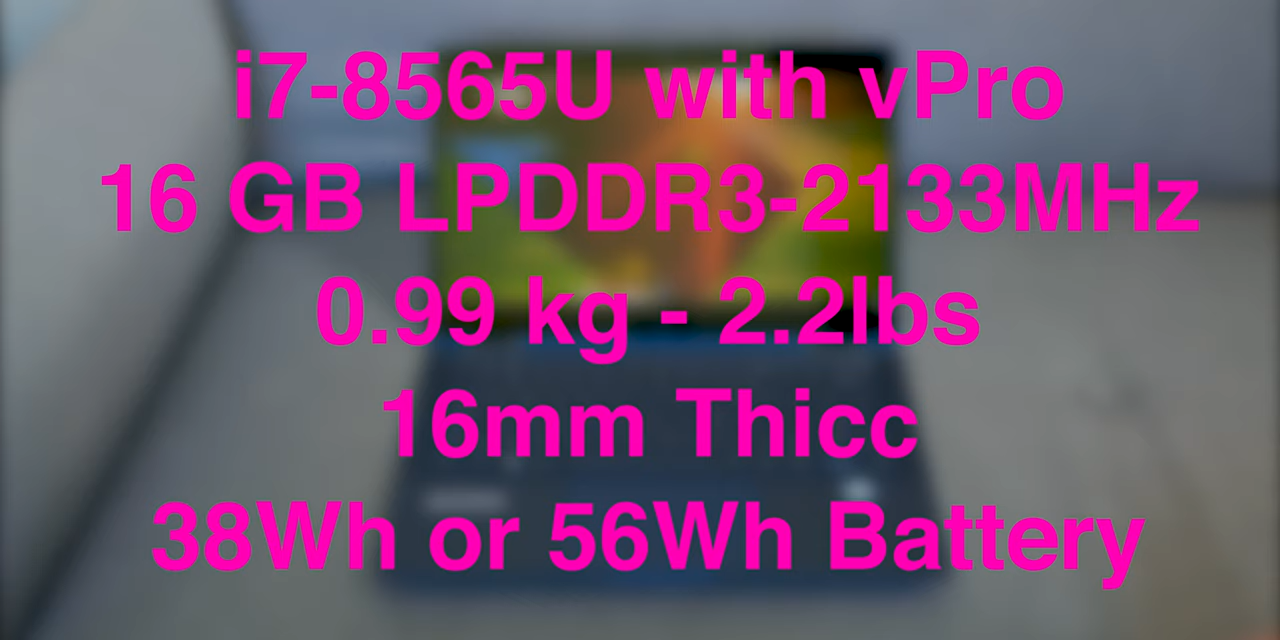 i7-8565U with vPro
16 GB LPDDR3-2133MHz
0.99 kg - 2.2lbs
16mm Thicc
38Wh or 56Wh Battery